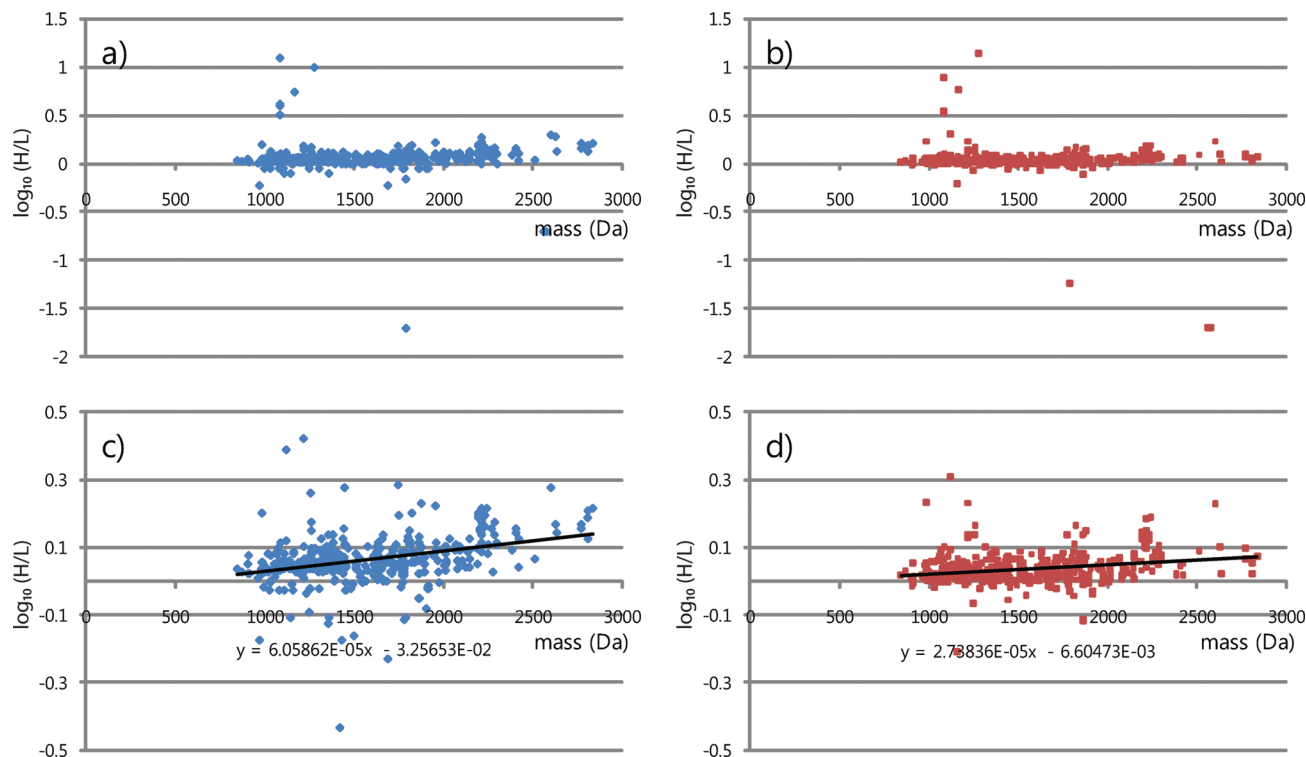 a)
1.5
1
0.5
0
-0.5
-1
-1.5
-2
log₁₀ (H/L)
0 500 1000 1500 2000 2500 3000
mass (Da)
b)
1.5
1
0.5
0
-0.5
-1
-1.5
-2
log₁₀ (H/L)
0 500 1000 1500 2000 2500 3000
mass (Da)
c)
0.5
0.3
0.1
-0.1
-0.3
-0.5
log₁₀ (H/L)
0 500 1000 1500 2000 2500 3000
mass (Da)
y = 6.05862E-05x - 3.25653E-02
d)
0.5
0.3
0.1
-0.1
-0.3
-0.5
log₁₀ (H/L)
0 500 1000 1500 2000 2500 3000
mass (Da)
y = 2.73836E-05x - 6.60473E-03